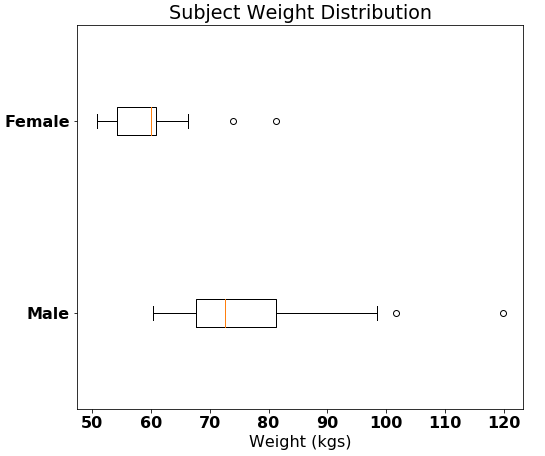 Subject Weight Distribution
Female
Male
50 60 70 80 90 100 110 120
Weight (kgs)